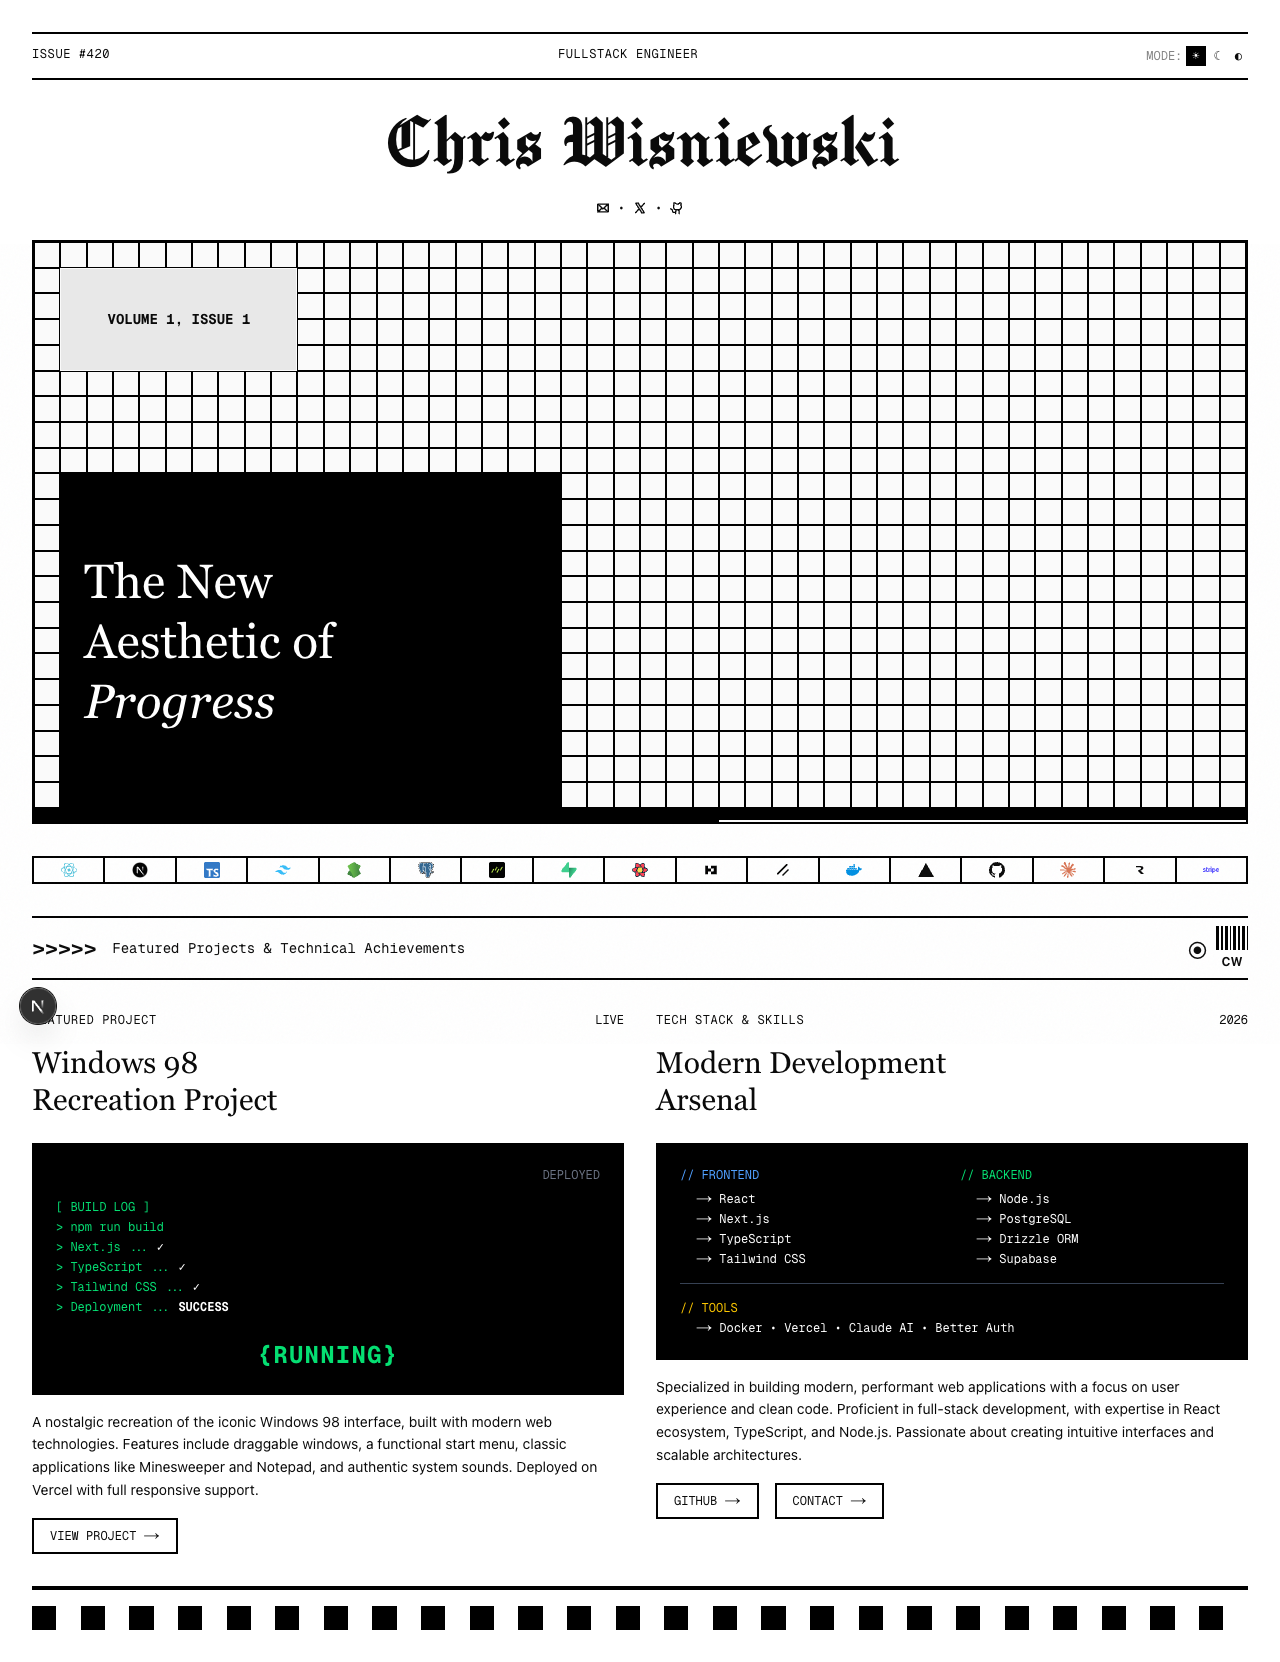 ISSUE #420
FULLSTACK ENGINEER
MODE:
Chris Wisniewski
VOLUME 1, ISSUE 1
The New
Aesthetic of
Progress
TS
stripe
>>>>> Featured Projects & Technical Achievements
CW
ATURED PROJECT
LIVE
Windows 98
Recreation Project
DEPLOYED
[ BUILD LOG ]
> npm run build
> Next.js ... ✓
> TypeScript ... ✓
> Tailwind CSS ... ✓
> Deployment ... SUCCESS
{RUNNING}
A nostalgic recreation of the iconic Windows 98 interface, built with modern web
technologies. Features include draggable windows, a functional start menu, classic
applications like Minesweeper and Notepad, and authentic system sounds. Deployed on
Vercel with full responsive support.
VIEW PROJECT →
TECH STACK & SKILLS
2026
Modern Development
Arsenal
// FRONTEND
→ React
→ Next.js
→ TypeScript
→ Tailwind CSS
// BACKEND
→ Node.js
→ PostgreSQL
→ Drizzle ORM
→ Supabase
// TOOLS
→ Docker • Vercel • Claude AI • Better Auth
Specialized in building modern, performant web applications with a focus on user
experience and clean code. Proficient in full-stack development, with expertise in React
ecosystem, TypeScript, and Node.js. Passionate about creating intuitive interfaces and
scalable architectures.
GITHUB →
CONTACT →